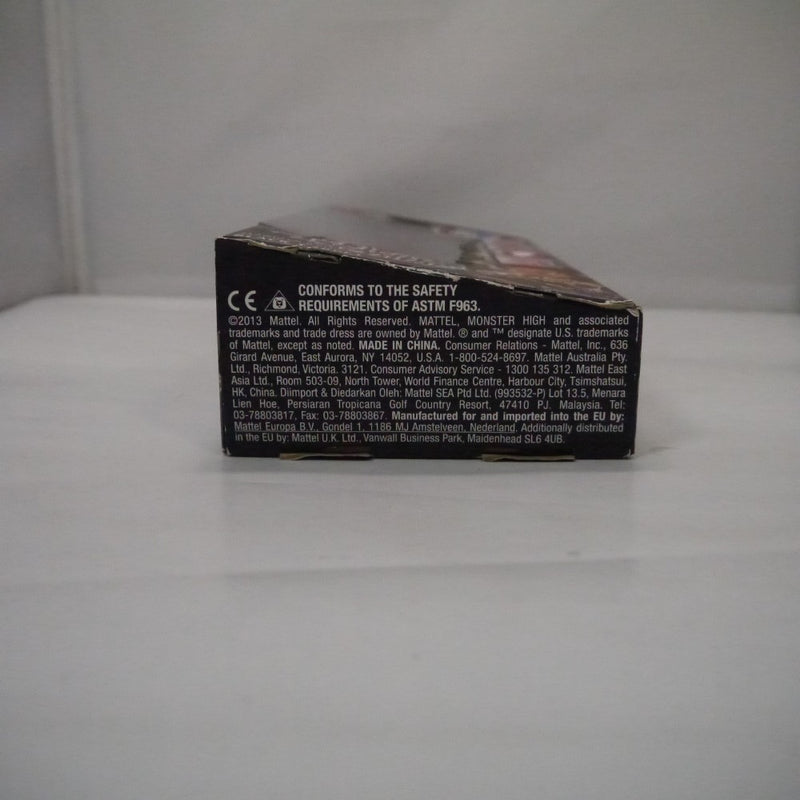 CE CONFORMS TO THE SAFETY
REQUIREMENTS OF ASTM F963.
©2013 Mattel. All Rights Reserved. MATTEL, MONSTER HIGH and associated
trademarks and trade dress are owned by Mattel. ® and ™ designate U.S. trademarks
of Mattel, except as noted. MADE IN CHINA. Consumer Relations - Mattel, Inc., 636
Girard Avenue, East Aurora, NY 14052, U.S.A. 1-800-524-8697. Mattel Australia Pty.
Ltd., Richmond, Victoria. 3121. Consumer Advisory Service - 1300 135 312. Mattel East
Asia Ltd., Room 503-09, North Tower, World Finance Centre, Harbour City, Tsimshatsui,
HK, China. Diimport & Diedarkan Oleh: Mattel SEA Ptd Ltd. (993532-P) Lot 13.5, Menara
Lien Hoe, Persiaran Tropicana Golf Country Resort, 47410 PJ. Malaysia. Tel:
03-78803817, Fax: 03-78803867. Manufactured for and imported into the EU by:
Mattel Europa B.V., Gondel 1, 1186 MJ Amstelveen, Nederland. Additionally distributed
in the EU by: Mattel U.K. Ltd., Vanwall Business Park, Maidenhead SL6 4UB.